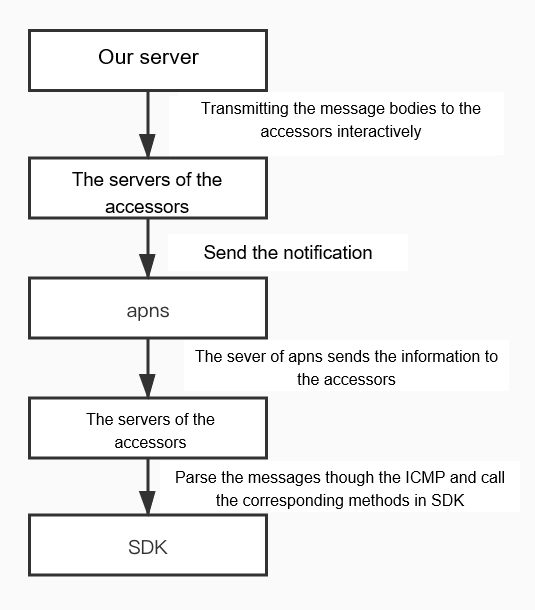 Our server
Transmitting the message bodies to the
accessors interactively
The servers of the
accessors
Send the notification
apns
The sever of apns sends the information to
the accessors
The servers of the
accessors
Parse the messages though the ICMP and call
the corresponding methods in SDK
SDK